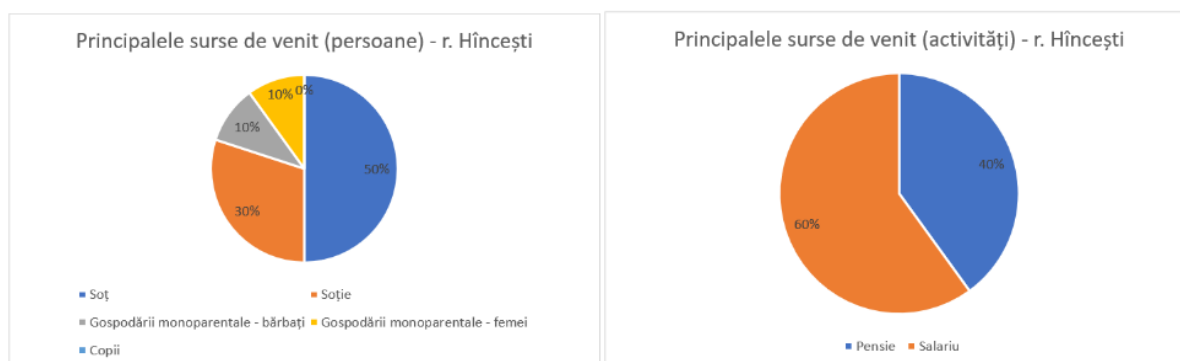 Principalele surse de venit (persoane) - r. Hîncești
10%
0%
10%
50%
30%
Soț
Soție
Gospodării monoparentale - bărbați
Gospodării monoparentale - femei
Copii
Principalele surse de venit (activități) - r. Hîncești
40%
60%
Pensie
Salariu